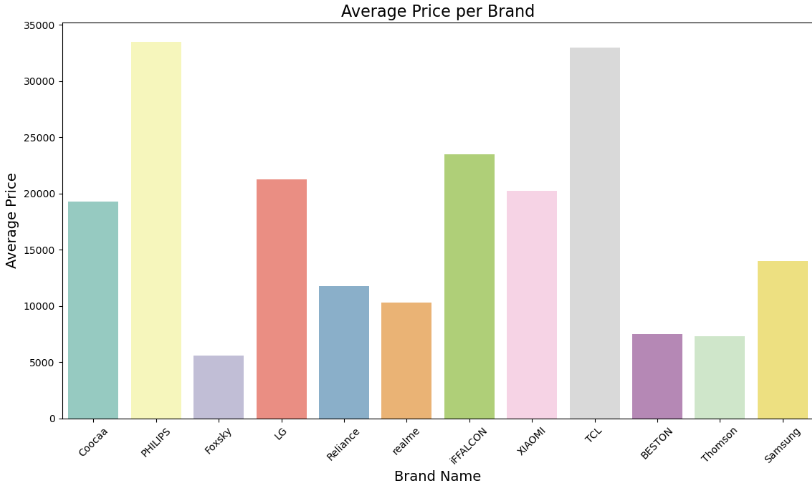 Average Price per Brand
Average Price
35000
30000
25000
20000
15000
10000
5000
0
Coocaa
PHILIPS
Foxsky
LG
Reliance
realme
iFFALCON
XIAOMI
TCL
BESTON
Thomson
Samsung
Brand Name